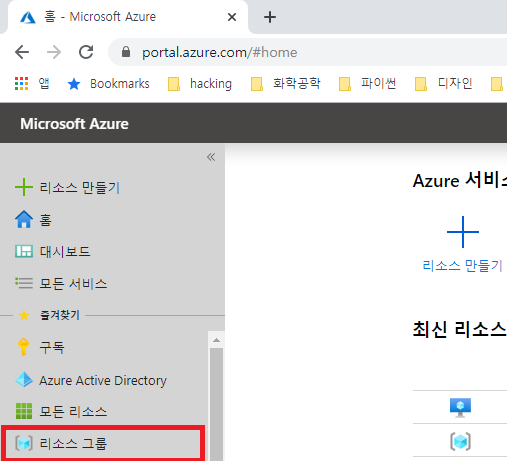 홈 - Microsoft Azure
portal.azure.com/#home
앱 Bookmarks hacking 화학공학 파이썬 디자인
Microsoft Azure
«
리소스 만들기
홈
대시보드
모든 서비스
즐겨찾기
구독
Azure Active Directory
모든 리소스
리소스 그룹
Azure 서비스
리소스 만들기
최신 리소스